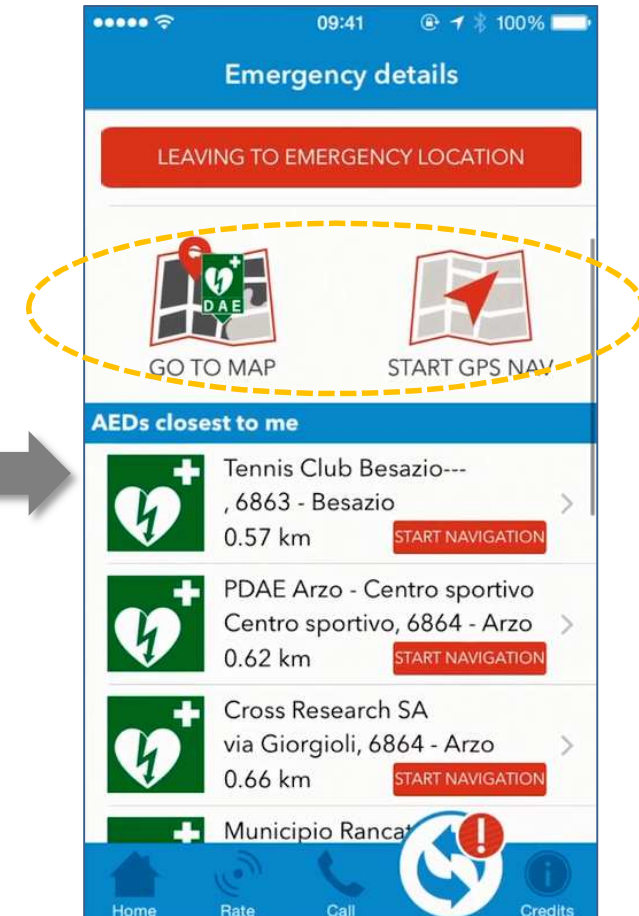 09:41 100%
Emergency details
LEAVING TO EMERGENCY LOCATION
DAE
GO TO MAP START GPS NAV
AEDs closest to me
Tennis Club Besazio---
, 6863 - Besazio
0.57 km START NAVIGATION
PDAE Arzo - Centro sportivo
Centro sportivo, 6864 - Arzo
0.62 km START NAVIGATION
Cross Research SA
via Giorgioli, 6864 - Arzo
0.66 km START NAVIGATION
Municipio
Home Rate Call Credits